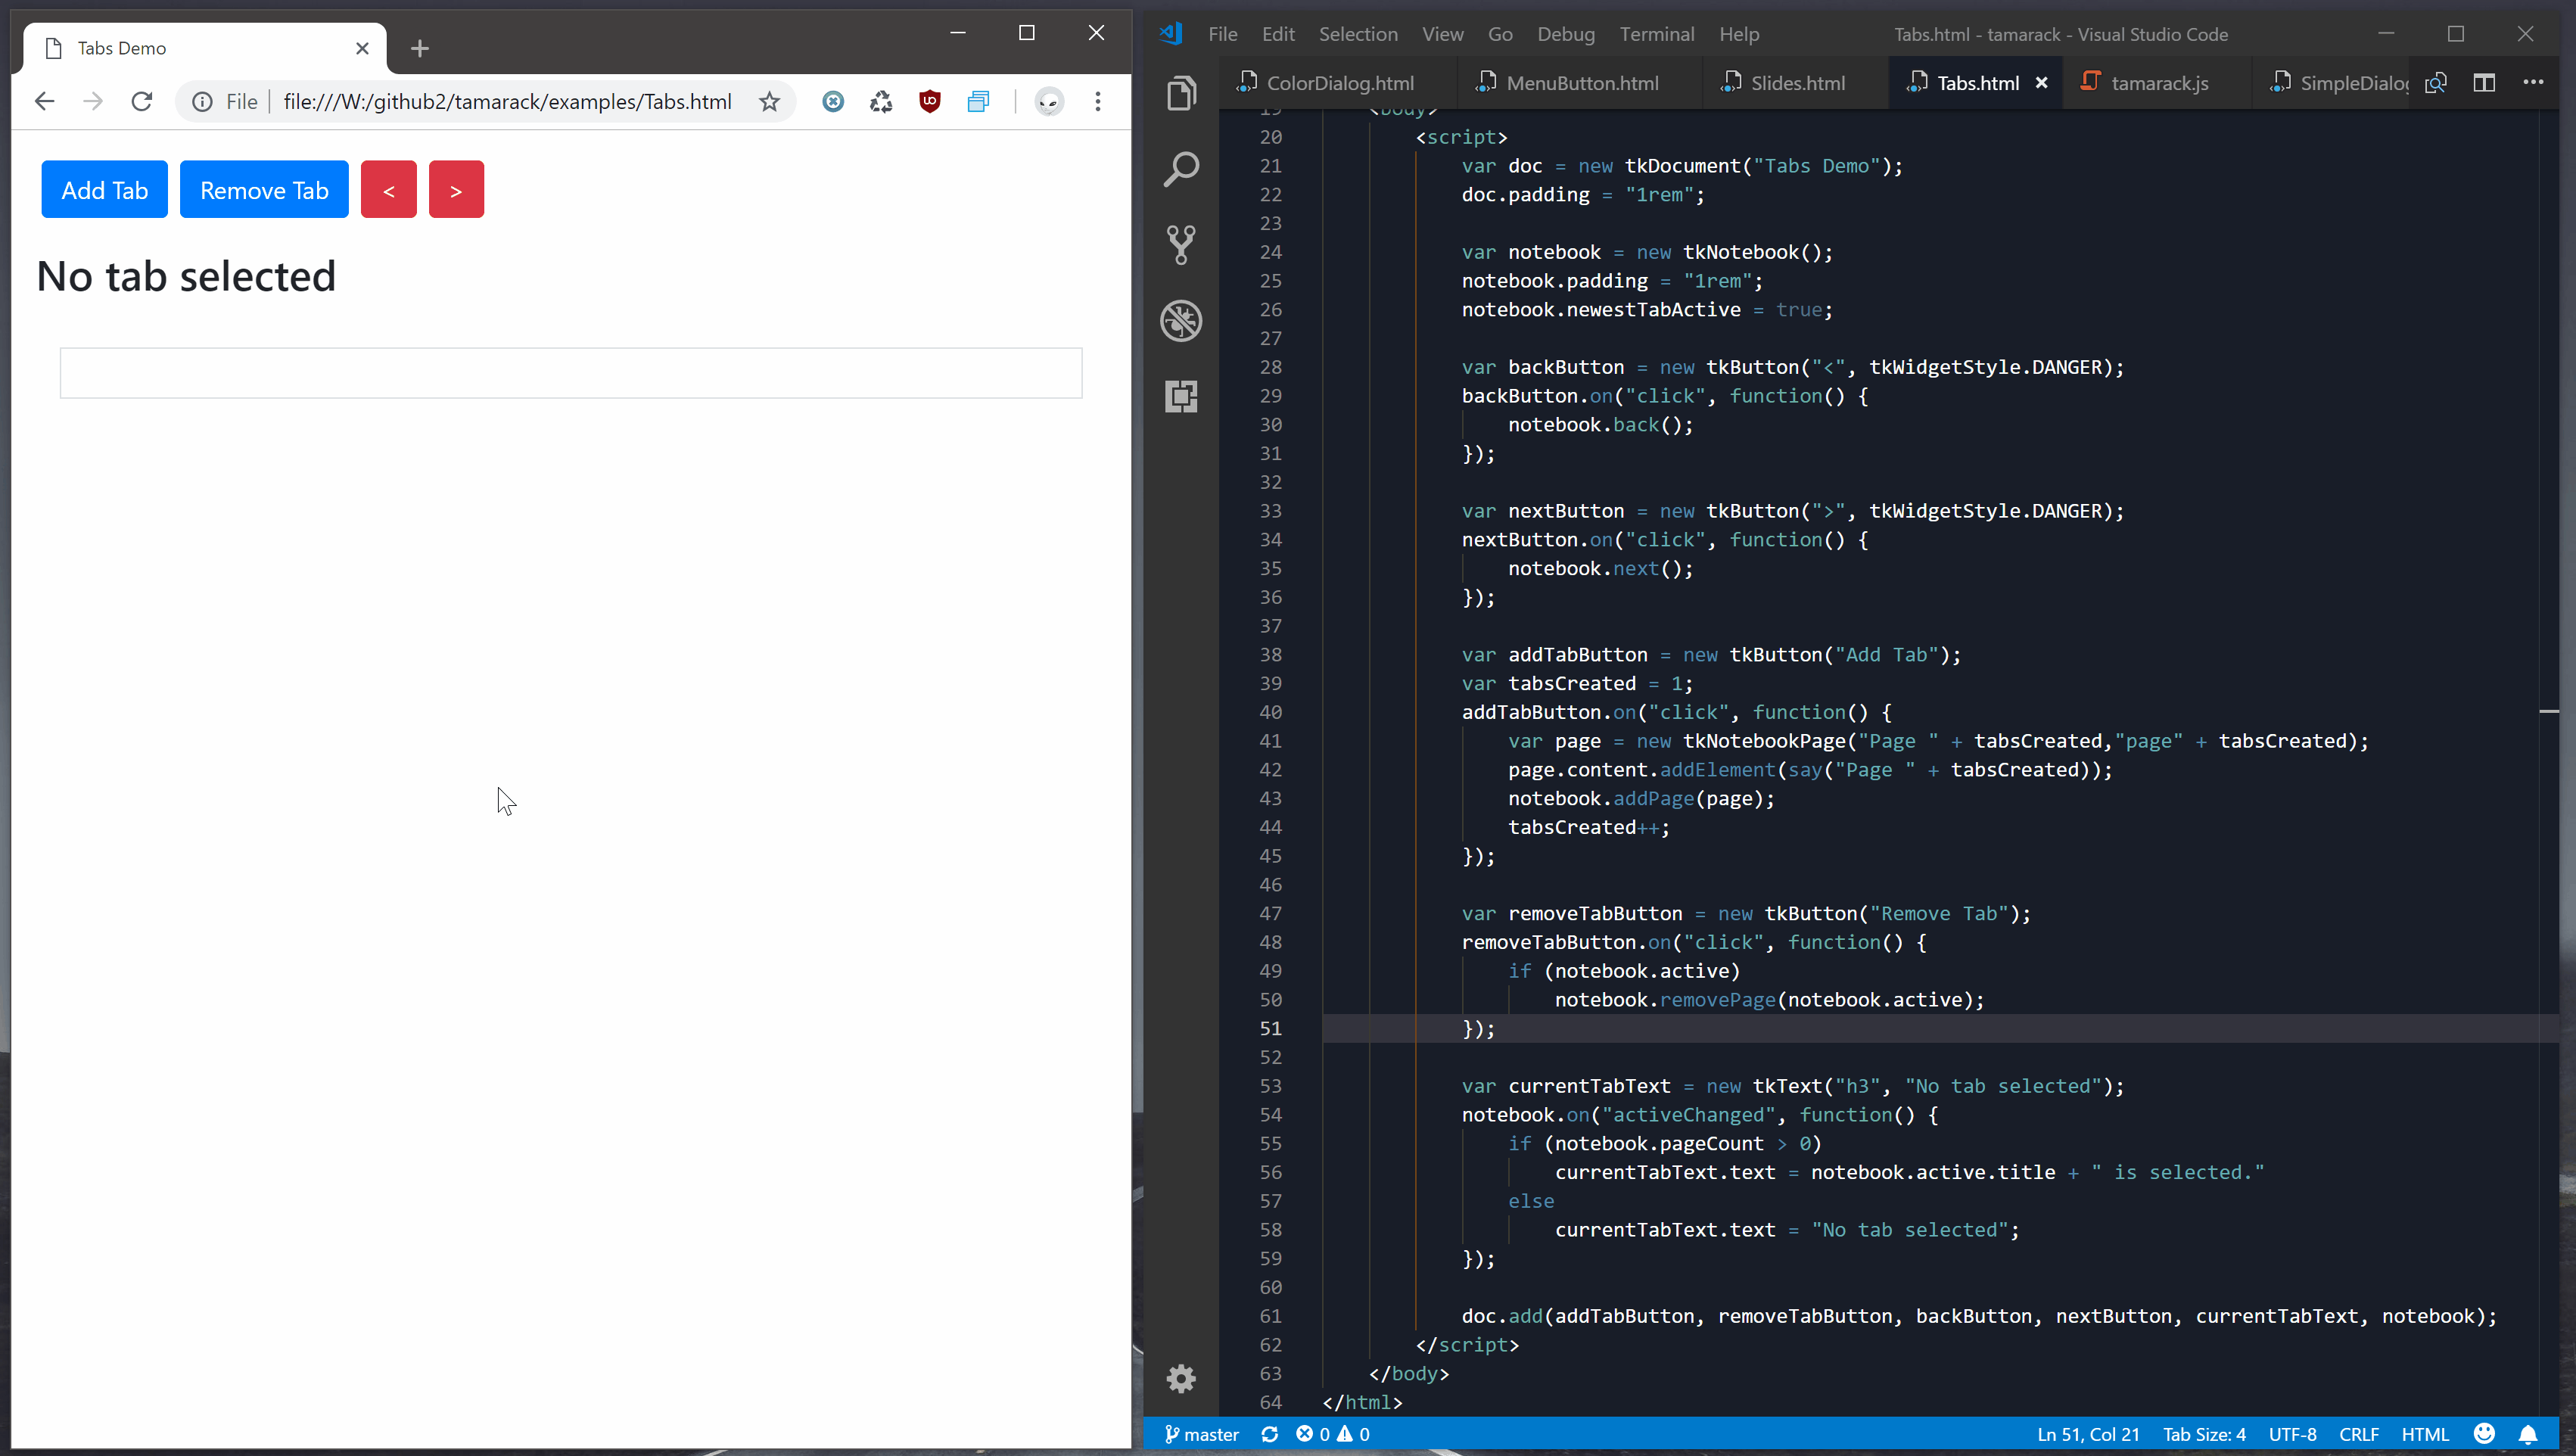 Tabs Demo
File file:///W:/github2/tamarack/examples/Tabs.html
Add Tab Remove Tab < >
No tab selected
File Edit Selection View Go Debug Terminal Help Tabs.html - tamarack - Visual Studio Code
ColorDialog.html MenuButton.html Slides.html Tabs.html tamarack.js SimpleDialog
19 <body>
20 <script>
21 var doc = new tkDocument("Tabs Demo");
22 doc.padding = "1rem";
23
24 var notebook = new tkNotebook();
25 notebook.padding = "1rem";
26 notebook.newestTabActive = true;
27
28 var backButton = new tkButton("<", tkWidgetStyle.DANGER);
29 backButton.on("click", function() {
30 notebook.back();
31 });
32
33 var nextButton = new tkButton(">", tkWidgetStyle.DANGER);
34 nextButton.on("click", function() {
35 notebook.next();
36 });
37
38 var addTabButton = new tkButton("Add Tab");
39 var tabsCreated = 1;
40 addTabButton.on("click", function() {
41 var page = new tkNotebookPage("Page " + tabsCreated,"page" + tabsCreated);
42 page.content.addElement(say("Page " + tabsCreated));
43 notebook.addPage(page);
44 tabsCreated++;
45 });
46
47 var removeTabButton = new tkButton("Remove Tab");
48 removeTabButton.on("click", function() {
49 if (notebook.active)
50 notebook.removePage(notebook.active);
51 });
52
53 var currentTabText = new tkText("h3", "No tab selected");
54 notebook.on("activeChanged", function() {
55 if (notebook.pageCount > 0)
56 currentTabText.text = notebook.active.title + " is selected."
57 else
58 currentTabText.text = "No tab selected";
59 });
60
61 doc.add(addTabButton, removeTabButton, backButton, nextButton, currentTabText, notebook);
62 </script>
63 </body>
64 </html>
master 0 0 Ln 51, Col 21 Tab Size: 4 UTF-8 CRLF HTML